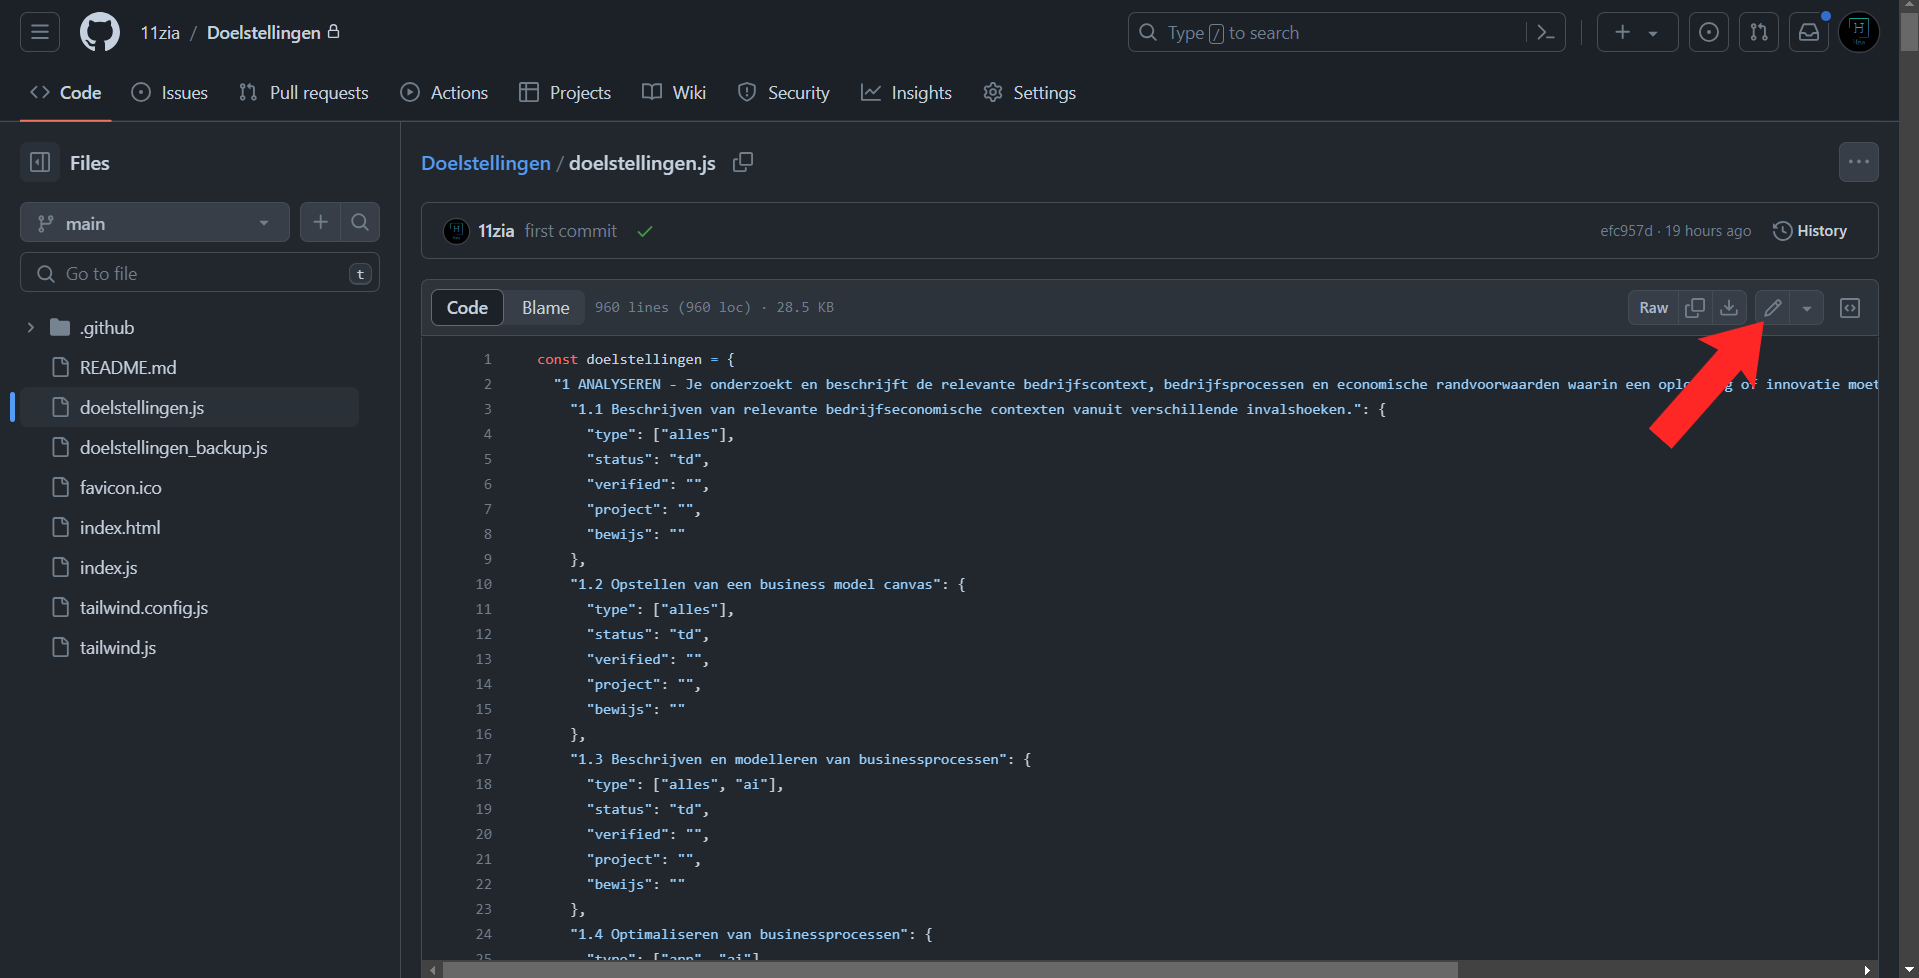 11zia / Doelstellingen
Type / to search
Code
Issues
Pull requests
Actions
Projects
Wiki
Security
Insights
Settings
Files
main
Go to file
t
.github
README.md
doelstellingen.js
doelstellingen_backup.js
favicon.ico
index.html
index.js
tailwind.config.js
tailwind.js
Doelstellingen / doelstellingen.js
11zia first commit
efc957d · 19 hours ago
History
Code
Blame
960 lines (960 loc) · 28.5 KB
Raw
1 const doelstellingen = {
2 "1 ANALYSEREN - Je onderzoekt en beschrijft de relevante bedrijfscontext, bedrijfsprocessen en economische randvoorwaarden waarin een of innovatie moet
3 "1.1 Beschrijven van relevante bedrijfseconomische contexten vanuit verschillende invalshoeken.": {
4 "type": ["alles"],
5 "status": "td",
6 "verified": "",
7 "project": "",
8 "bewijs": ""
9 },
10 "1.2 Opstellen van een business model canvas": {
11 "type": ["alles"],
12 "status": "td",
13 "verified": "",
14 "project": "",
15 "bewijs": ""
16 },
17 "1.3 Beschrijven en modelleren van businessprocessen": {
18 "type": ["alles", "ai"],
19 "status": "td",
20 "verified": "",
21 "project": "",
22 "bewijs": ""
23 },
24 "1.4 Optimaliseren van businessprocessen": {
25 "type": ["app", "ai"]